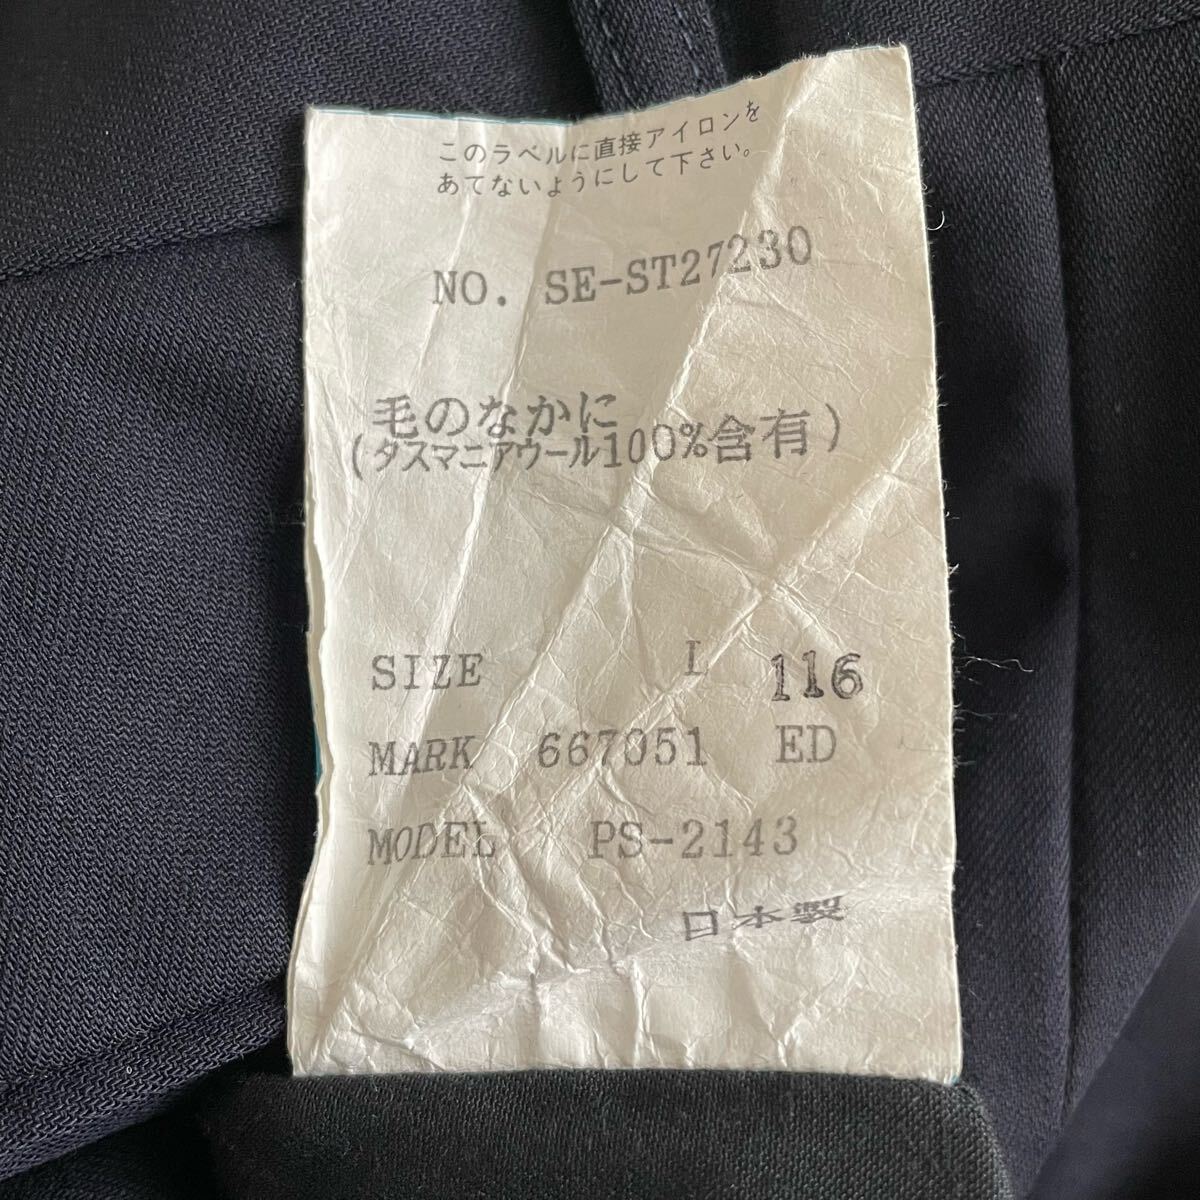 このラベルに直接アイロンを
あてないようにして下さい。
NO. SE-ST27230
毛のなかに
(タスマニアウール100%含有)
SIZE L 116
MARK 667051 ED
MODEL PS-2143
日本製